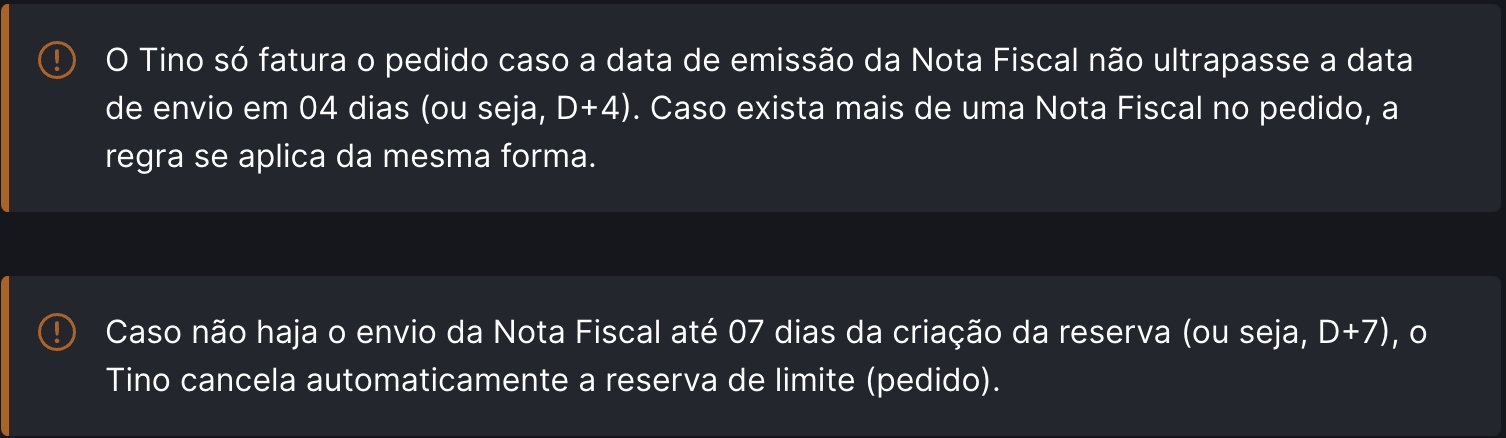 O Tino só fatura o pedido caso a data de emissão da Nota Fiscal não ultrapasse a data
de envio em 04 dias (ou seja, D+4). Caso exista mais de uma Nota Fiscal no pedido, a
regra se aplica da mesma forma.
Caso não haja o envio da Nota Fiscal até 07 dias da criação da reserva (ou seja, D+7), o
Tino cancela automaticamente a reserva de limite (pedido).